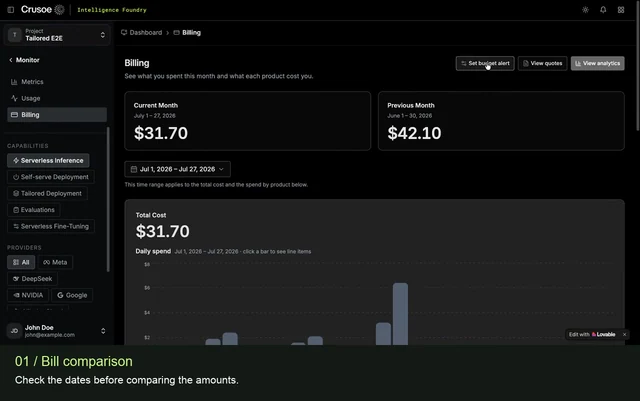 Crusoe
Intelligence Foundry
T
Project
Tailored E2E
Dashboard
Billing
Monitor
Metrics
Usage
Billing
CAPABILITIES
Serverless Inference
Self-serve Deployment
Tailored Deployment
Evaluations
Serverless Fine-Tuning
PROVIDERS
All
Meta
DeepSeek
NVIDIA
Google
JD
John Doe
john@example.com
Billing
See what you spent this month and what each product cost you.
Set budget alert
View quotes
View analytics
Current Month
July 1 – 27, 2026
$31.70
Previous Month
June 1 – 30, 2026
$42.10
Jul 1, 2026 – Jul 27, 2026
This time range applies to the total cost and the spend by product below.
Total Cost
$31.70
Daily spend Jul 1, 2026 – Jul 27, 2026 · click a bar to see line items
$8
$6
$4
$2
Edit with Lovable
01 / Bill comparison
Check the dates before comparing the amounts.